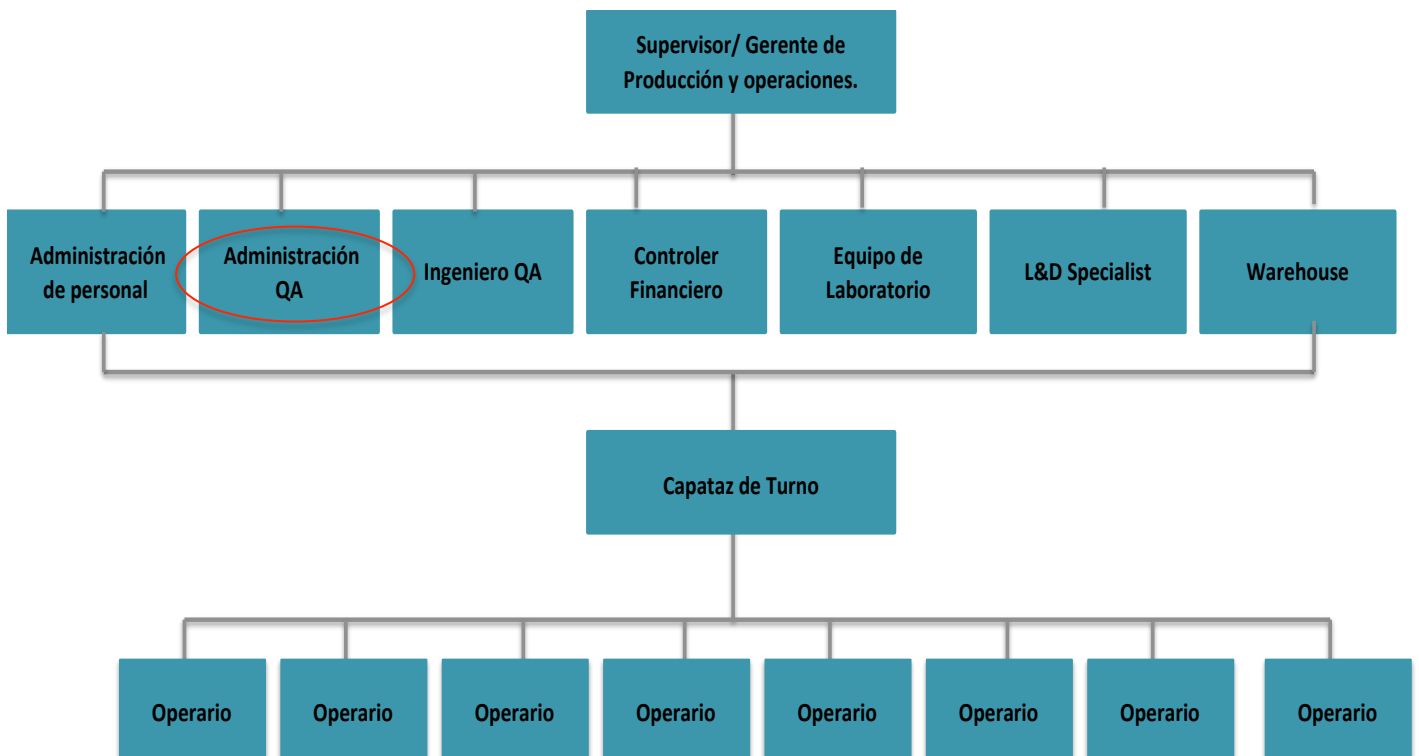 Supervisor/ Gerente de
Producción y operaciones.
Administración
de personal
Administración
QA
Ingeniero QA
Controler
Financiero
Equipo de
Laboratorio
L&D Specialist
Warehouse
Capataz de Turno
Operario
Operario
Operario
Operario
Operario
Operario
Operario
Operario